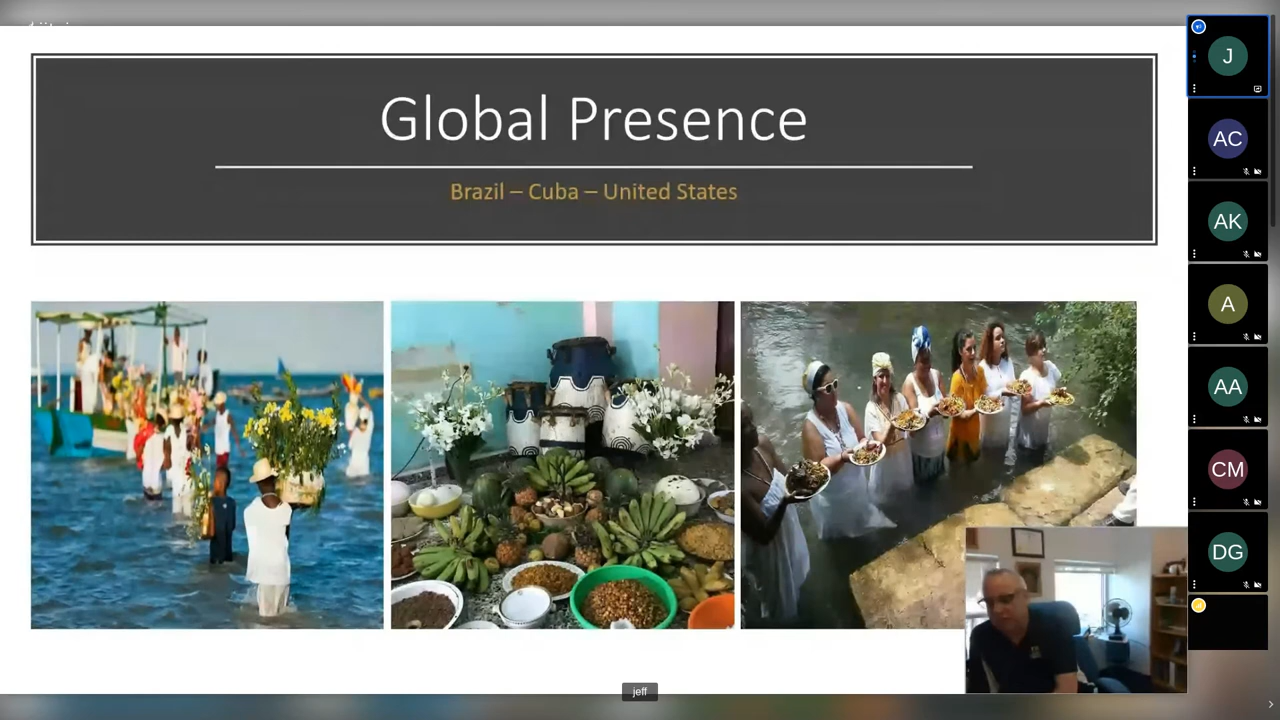 Global Presence
Brazil – Cuba – United States
J
AC
AK
A
AA
CM
DG
jeff